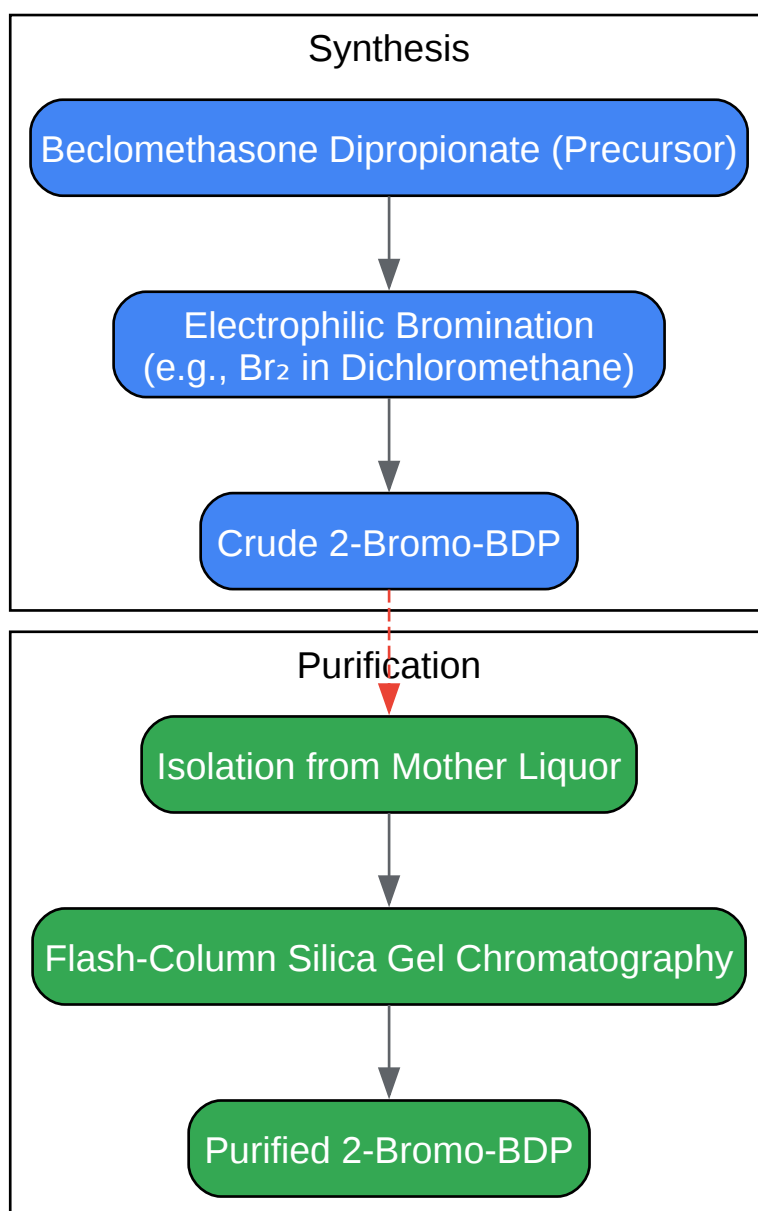 Synthesis
Beclomethasone Dipropionate (Precursor)
Electrophilic Bromination
(e.g., Br₂ in Dichloromethane)
Crude 2-Bromo-BDP
Purification
Isolation from Mother Liquor
Flash-Column Silica Gel Chromatography
Purified 2-Bromo-BDP